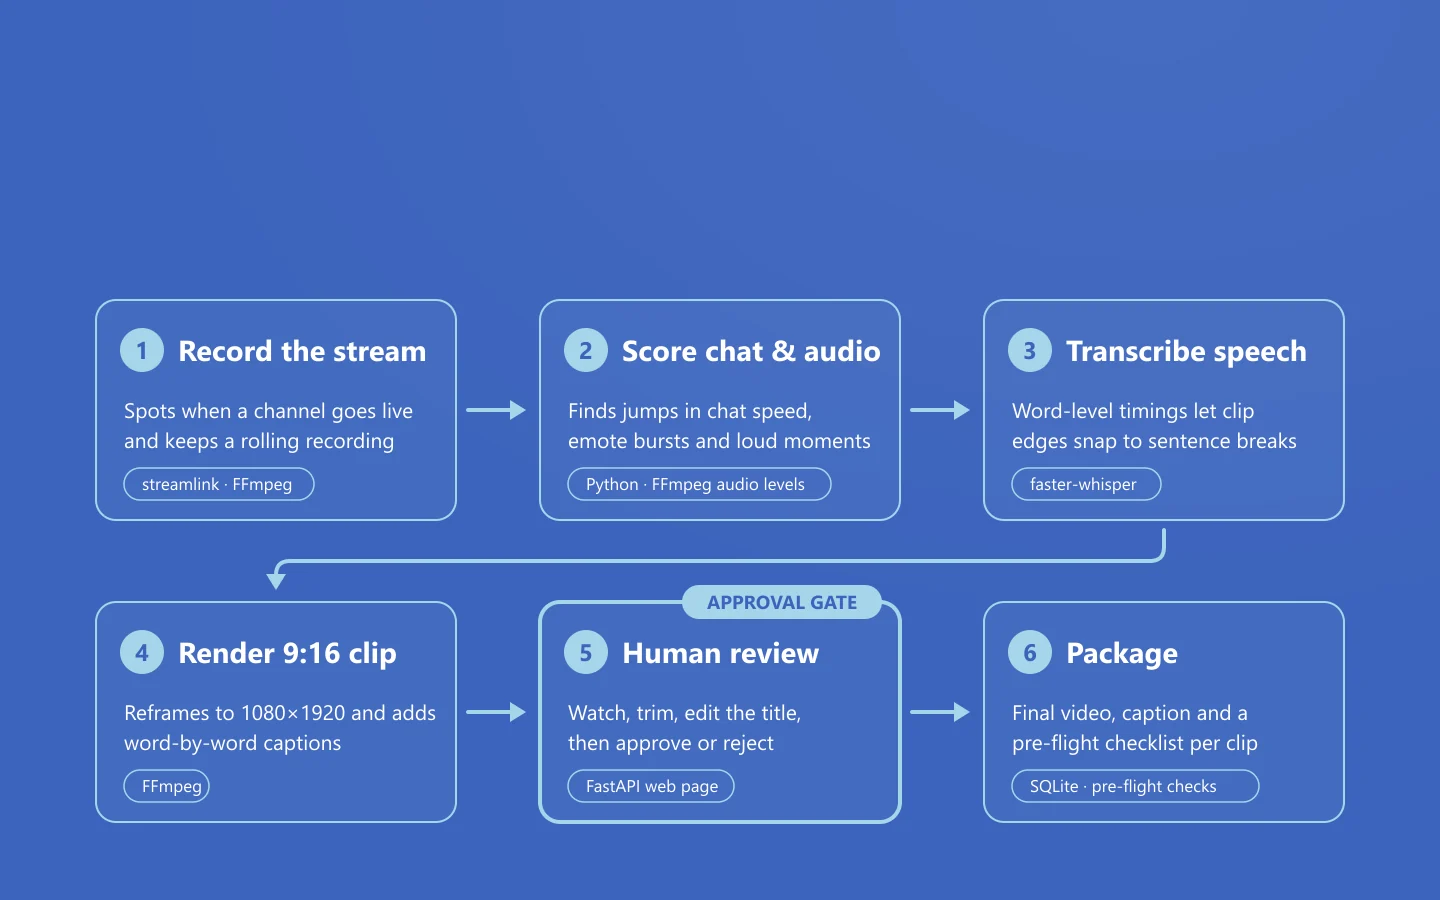 1 Record the stream
Spots when a channel goes live
and keeps a rolling recording
streamlink · FFmpeg
2 Score chat & audio
Finds jumps in chat speed,
emote bursts and loud moments
Python · FFmpeg audio levels
3 Transcribe speech
Word-level timings let clip
edges snap to sentence breaks
faster-whisper
4 Render 9:16 clip
Reframes to 1080×1920 and adds
word-by-word captions
FFmpeg
APPROVAL GATE
5 Human review
Watch, trim, edit the title,
then approve or reject
FastAPI web page
6 Package
Final video, caption and a
pre-flight checklist per clip
SQLite · pre-flight checks